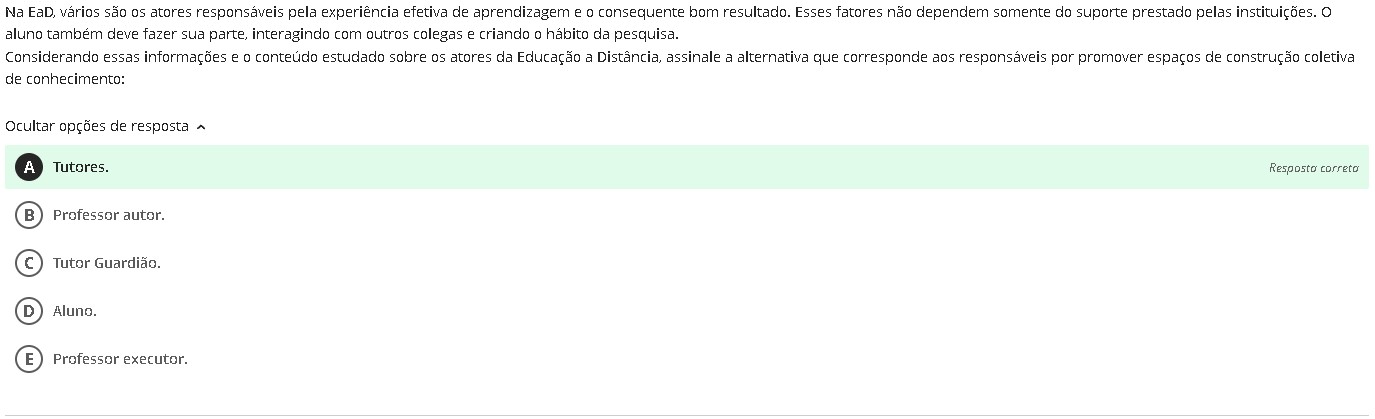 Na EaD, vários são os atores responsáveis pela experiência efetiva de aprendizagem e o consequente bom resultado. Esses fatores não dependem somente do suporte prestado pelas instituições. O
aluno também deve fazer sua parte, interagindo com outros colegas e criando o hábito da pesquisa.
Considerando essas informações e o conteúdo estudado sobre os atores da Educação a Distância, assinale a alternativa que corresponde aos responsáveis por promover espaços de construção coletiva
de conhecimento:
Ocultar opções de resposta
A Tutores. Resposta correta
B Professor autor.
C Tutor Guardião.
D Aluno.
E Professor executor.